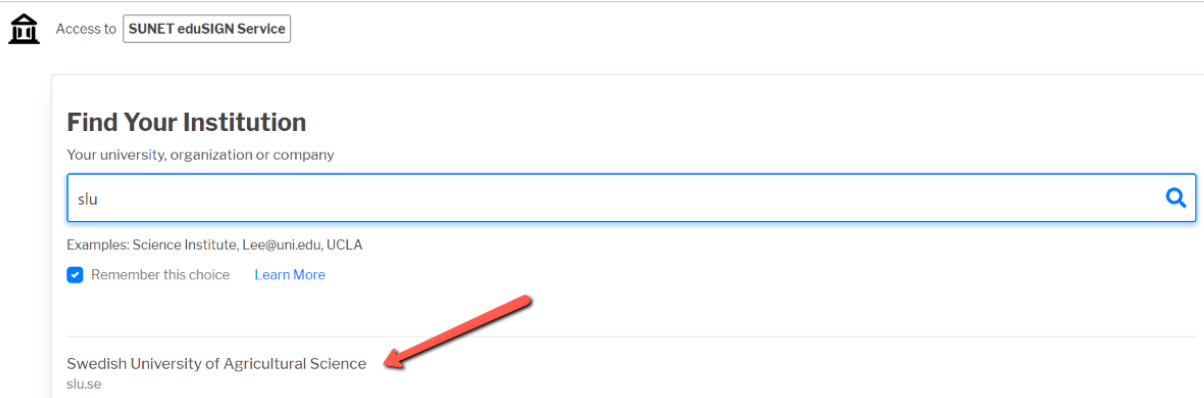 Access to SUNET eduSIGN Service
Find Your Institution
Your university, organization or company
slu
Examples: Science Institute, Lee@uni.edu, UCLA
Remember this choice Learn More
Swedish University of Agricultural Science
slu.se